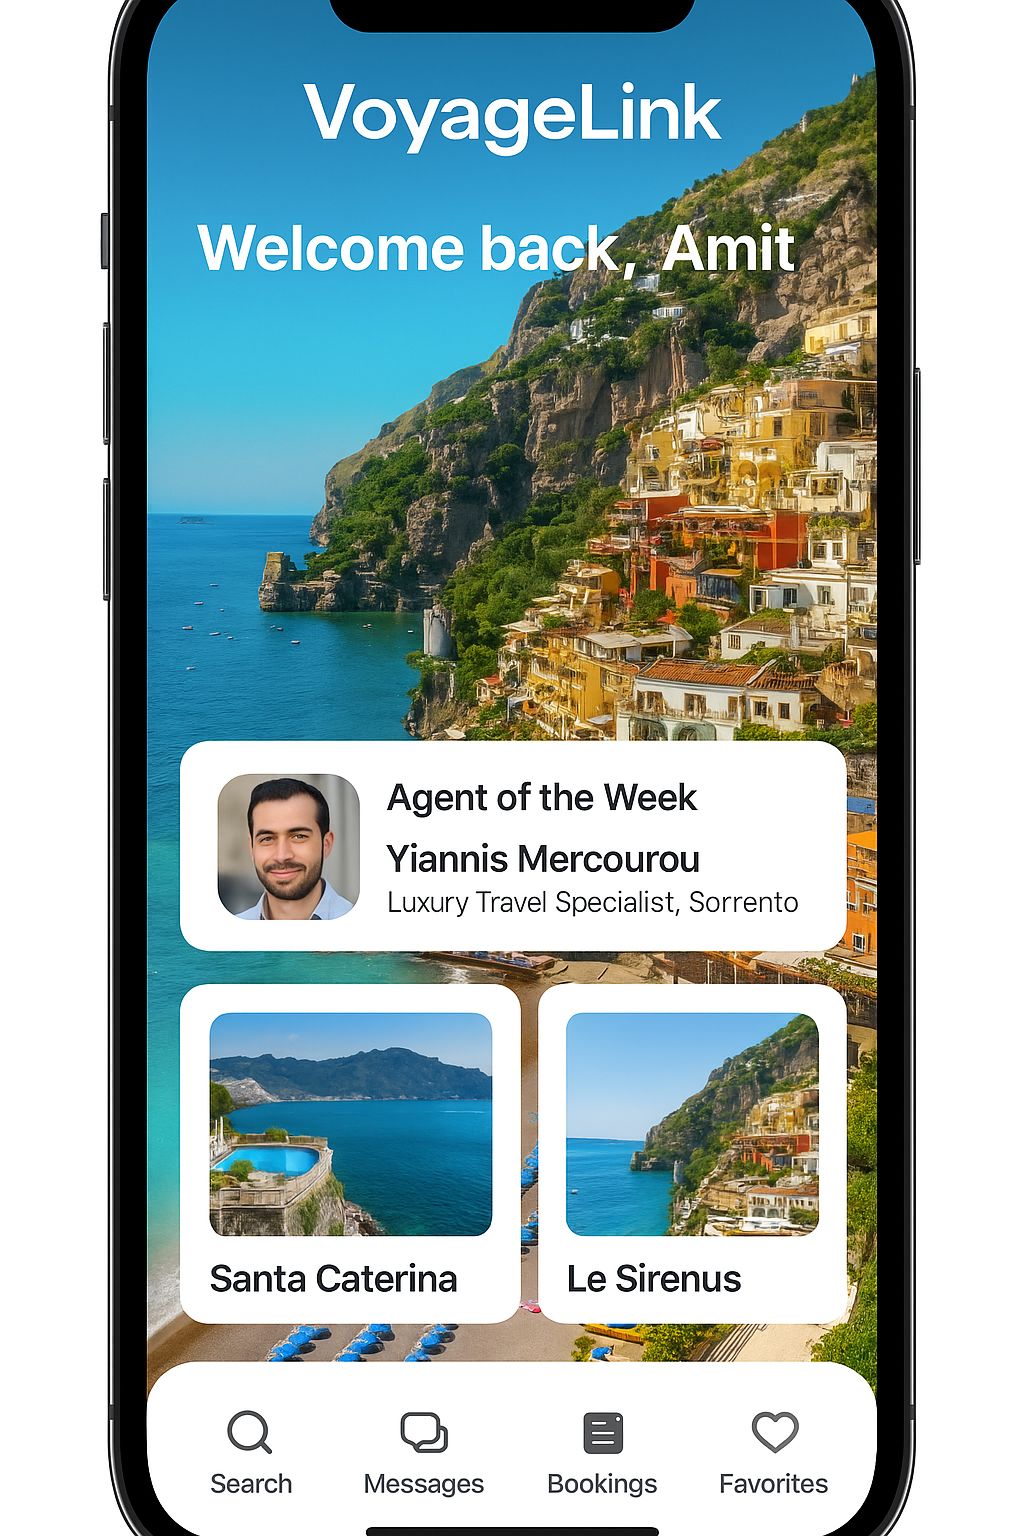 VoyageLink
Welcome back, Amit
Agent of the Week
Yiannis Mercourou
Luxury Travel Specialist, Sorrento
Santa Caterina
Le Sirenus
Search
Messages
Bookings
Favorites